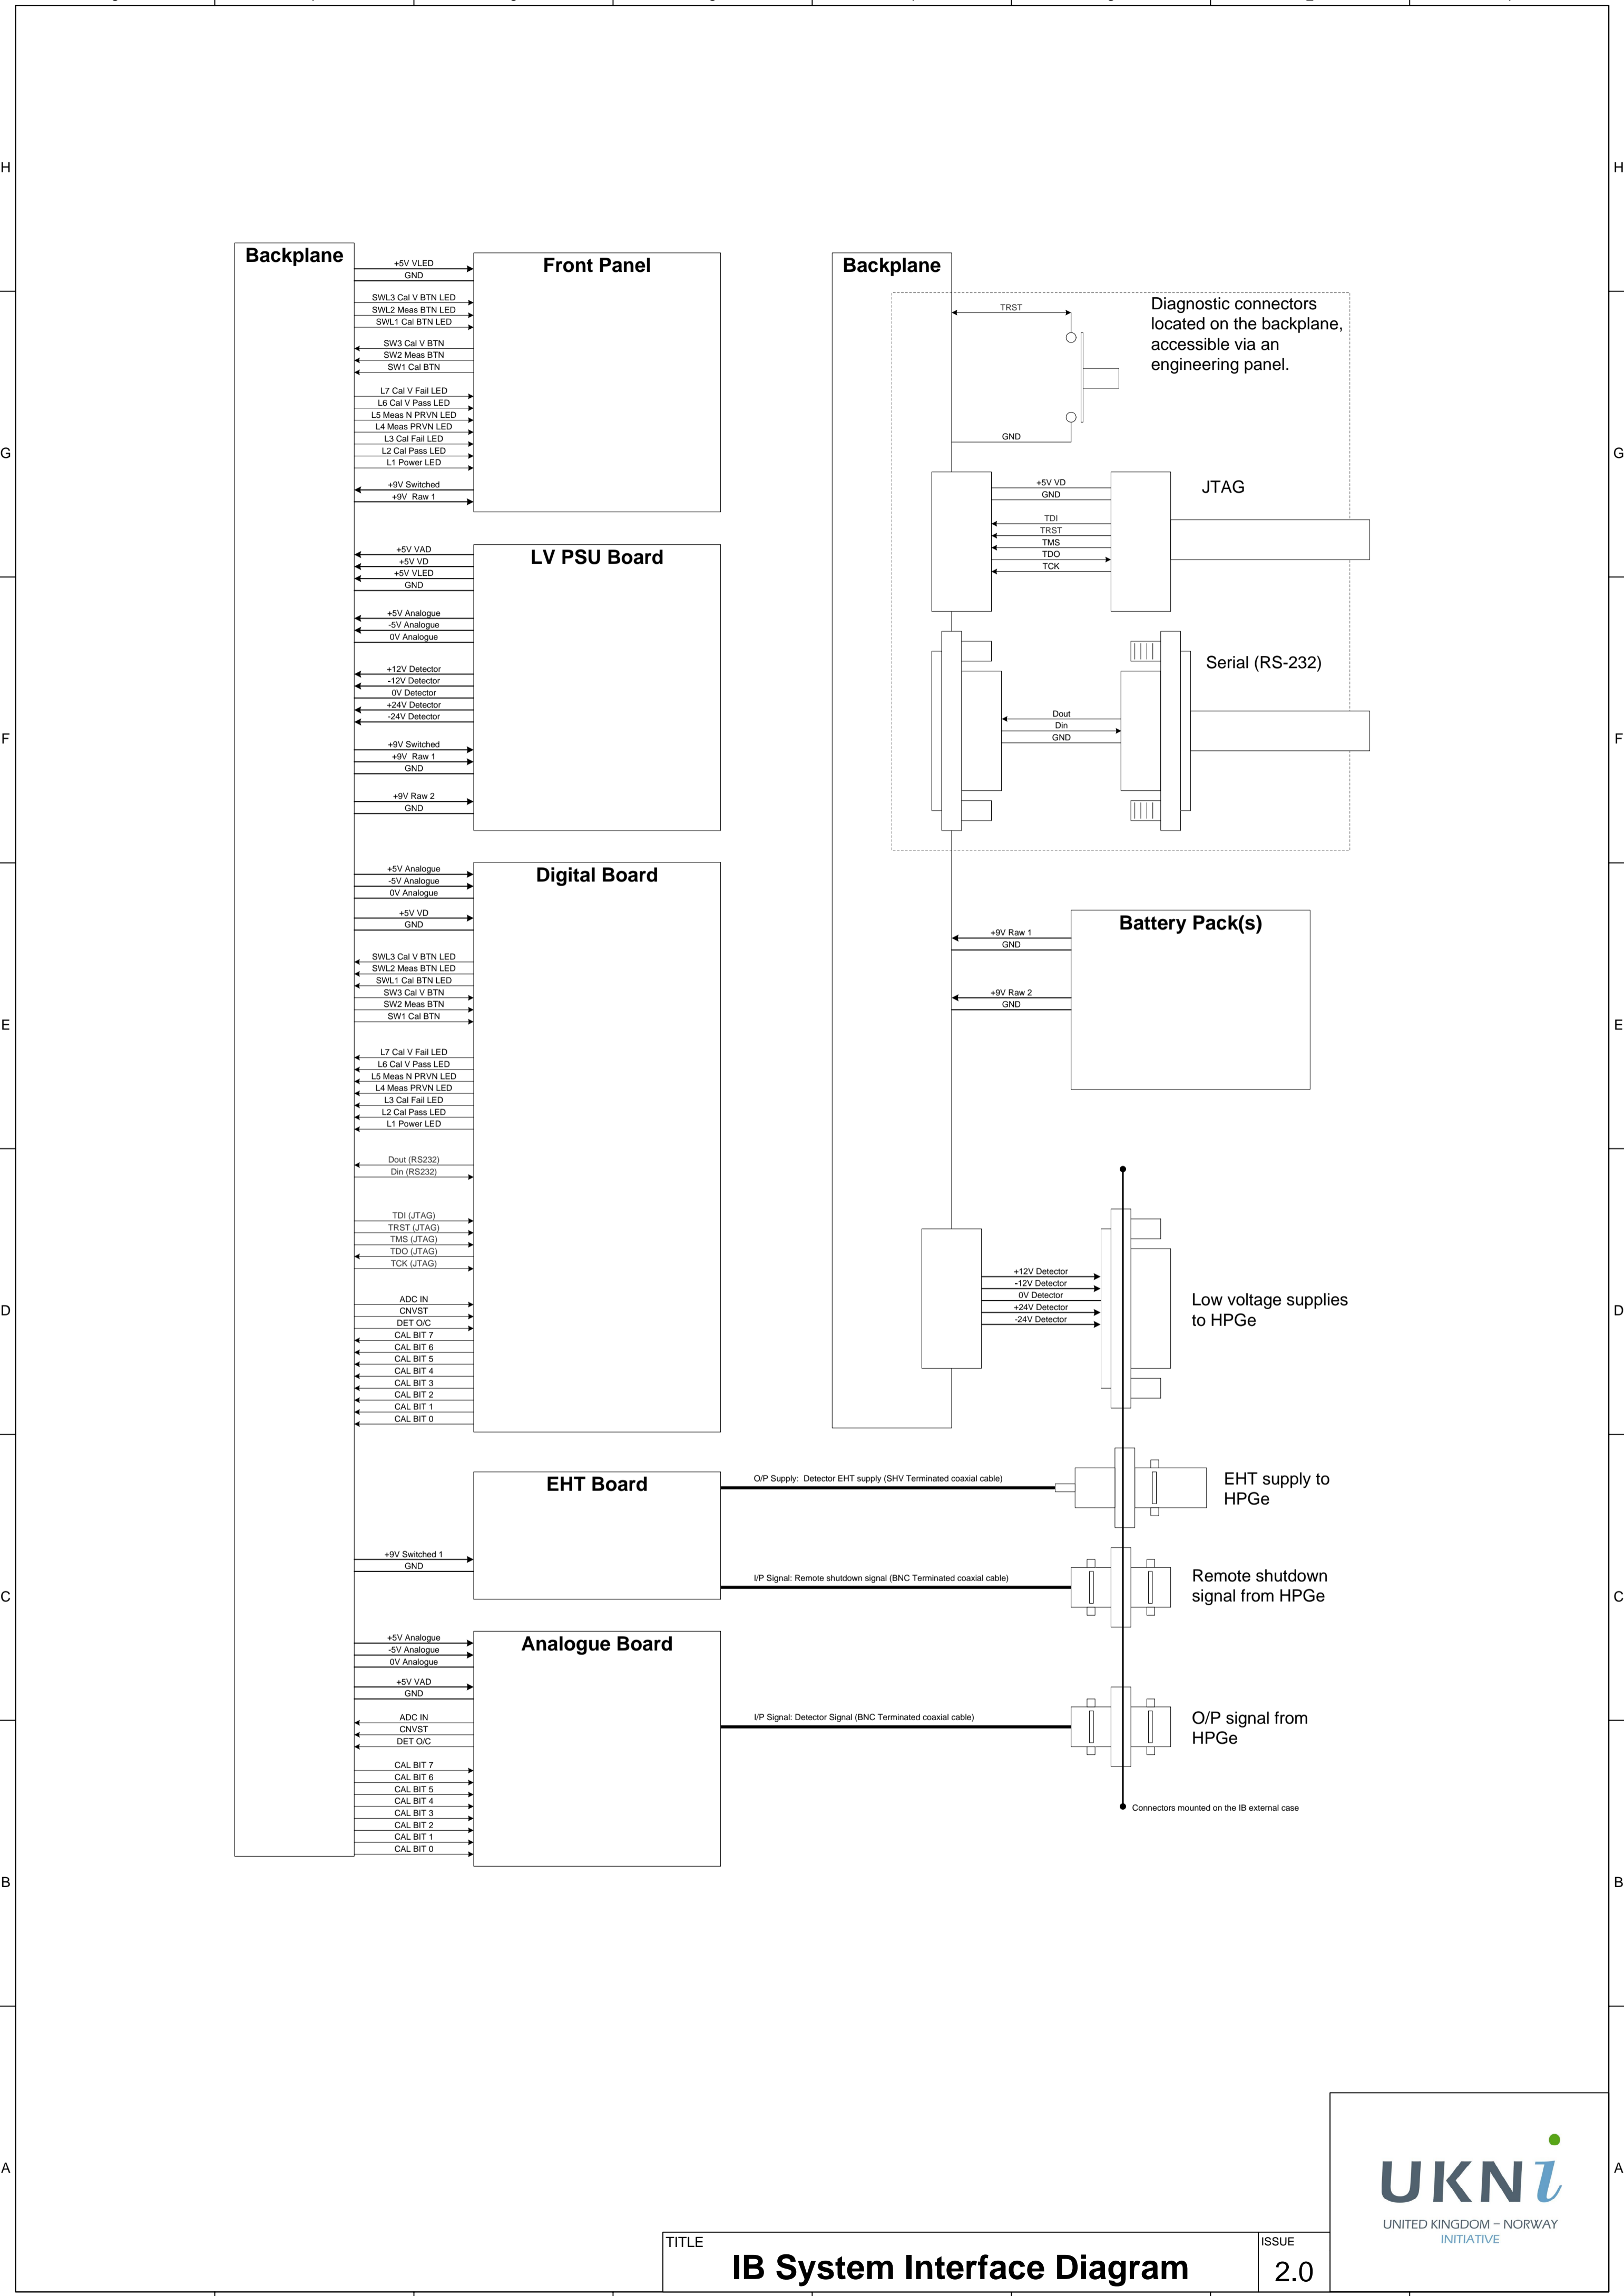 H
H
G
G
F
F
E
E
D
D
C
C
B
B
A
A
Backplane
Front Panel
+5V VLED
GND
SWL3 Cal V BTN LED
SWL2 Meas BTN LED
SWL1 Cal BTN LED
SW3 Cal V BTN
SW2 Meas BTN
SW1 Cal BTN
L7 Cal V Fail LED
L6 Cal V Pass LED
L5 Meas N PRVN LED
L4 Meas PRVN LED
L3 Cal Fail LED
L2 Cal Pass LED
L1 Power LED
+9V Switched
+9V Raw 1
LV PSU Board
+5V VAD
+5V VD
+5V VLED
GND
+5V Analogue
-5V Analogue
0V Analogue
+12V Detector
-12V Detector
0V Detector
+24V Detector
-24V Detector
+9V Switched
+9V Raw 1
GND
+9V Raw 2
GND
Digital Board
+5V Analogue
-5V Analogue
0V Analogue
+5V VD
GND
SWL3 Cal V BTN LED
SWL2 Meas BTN LED
SWL1 Cal BTN LED
SW3 Cal V BTN
SW2 Meas BTN
SW1 Cal BTN
L7 Cal V Fail LED
L6 Cal V Pass LED
L5 Meas N PRVN LED
L4 Meas PRVN LED
L3 Cal Fail LED
L2 Cal Pass LED
L1 Power LED
Dout (RS232)
Din (RS232)
TDI (JTAG)
TRST (JTAG)
TMS (JTAG)
TDO (JTAG)
TCK (JTAG)
ADC IN
CNVST
DET O/C
CAL BIT 7
CAL BIT 6
CAL BIT 5
CAL BIT 4
CAL BIT 3
CAL BIT 2
CAL BIT 1
CAL BIT 0
EHT Board
+9V Switched 1
GND
Analogue Board
+5V Analogue
-5V Analogue
0V Analogue
+5V VAD
GND
ADC IN
CNVST
DET O/C
CAL BIT 7
CAL BIT 6
CAL BIT 5
CAL BIT 4
CAL BIT 3
CAL BIT 2
CAL BIT 1
CAL BIT 0
Backplane
TRST
GND
Diagnostic connectors
located on the backplane,
accessible via an
engineering panel.
JTAG
+5V VD
GND
TDI
TRST
TMS
TDO
TCK
Serial (RS-232)
Dout
Din
GND
Battery Pack(s)
+9V Raw 1
GND
+9V Raw 2
GND
+12V Detector
-12V Detector
0V Detector
+24V Detector
-24V Detector
Low voltage supplies
to HPGe
O/P Supply: Detector EHT supply (SHV Terminated coaxial cable)
EHT supply to
HPGe
I/P Signal: Remote shutdown signal (BNC Terminated coaxial cable)
Remote shutdown
signal from HPGe
I/P Signal: Detector Signal (BNC Terminated coaxial cable)
O/P signal from
HPGe
Connectors mounted on the IB external case
UKNi
UNITED KINGDOM – NORWAY
INITIATIVE
TITLE
IB System Interface Diagram
ISSUE
2.0